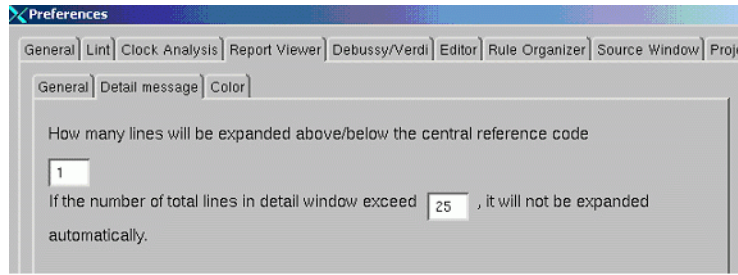 Preferences
General Lint Clock Analysis Report Viewer Debussy/Verdi Editor Rule Organizer Source Window
General Detail message Color
How many lines will be expanded above/below the central reference code
1
If the number of total lines in detail window exceed 25 , it will not be expanded
automatically.